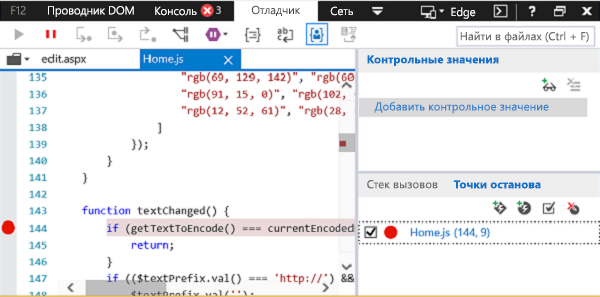 F12 Проводник DOM Консоль 3 Отладчик Сеть Edge ?
Найти в файлах (Ctrl + F)
edit.aspx Home.js
135 "rgb(69, 129, 142)", "rgb(60
136 "rgb(91, 15, 0)", "rgb(102,
137 "rgb(12, 52, 61)", "rgb(28,
138 ]
139 });
140 }
141 }
142
143 function textChanged() {
144 if (getTextToEncode() === currentEncoded
145 return;
146 }
147 if (($textPrefix.val() === 'http://') &&
148 $textPrefix.val('');
Контрольные значения
Добавить контрольное значение
Стек вызовов Точки останова
Home.js (144, 9)